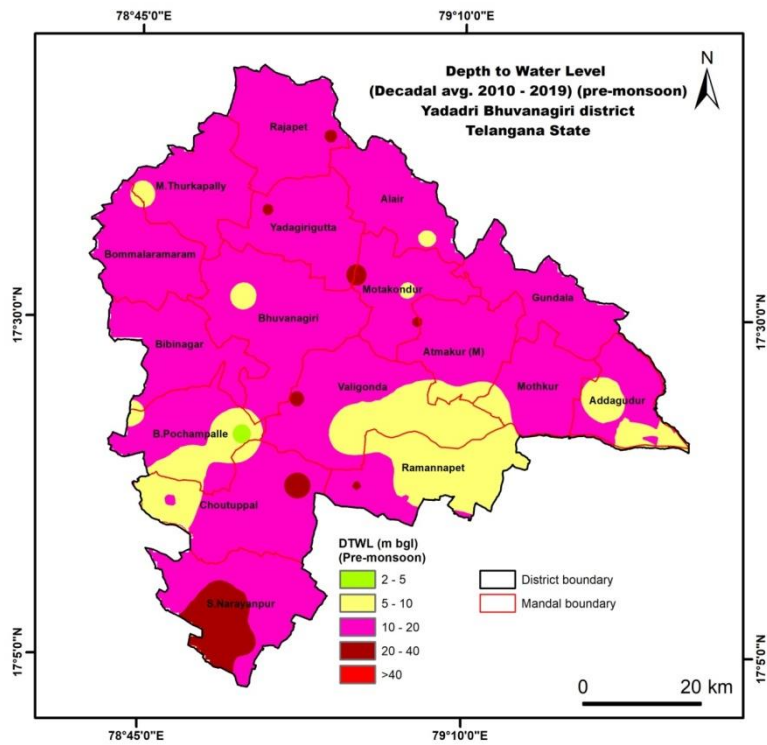 78°45'0"E
79°10'0"E
N
Depth to Water Level
(Decadal avg. 2010 - 2019) (pre-monsoon)
Yadadri Bhuvanagiri district
Telangana State
Rajapet
M.Thurkapally
Alair
Yadagirigutta
Bommalaramaram
Motakondur
Gundala
17°30'0"N
Bhuvanagiri
17°30'0"N
Bibinagar
Atmakur (M)
Valigonda
Mothkur
Addagudur
B.Pochampalle
Ramannapet
Choutuppal
DTWL (m bgl)
(Pre-monsoon)
2 - 5
District boundary
5 - 10
Mandal boundary
S.Narayanpur
10 - 20
20 - 40
>40
17°5'0"N
17°5'0"N
0
20 km
78°45'0"E
79°10'0"E